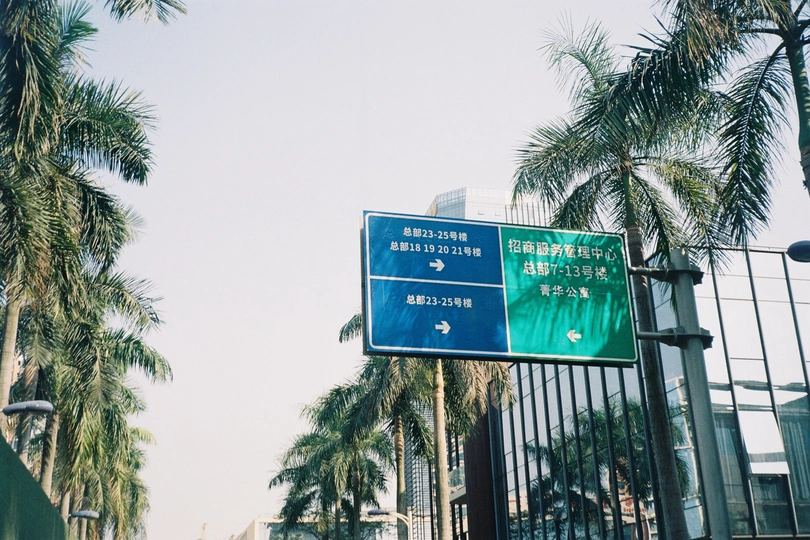 总部23-25号楼
总部18 19 20 21号楼
总部23-25号楼
招商服务管理中心
总部7-13号楼
菁华公寓